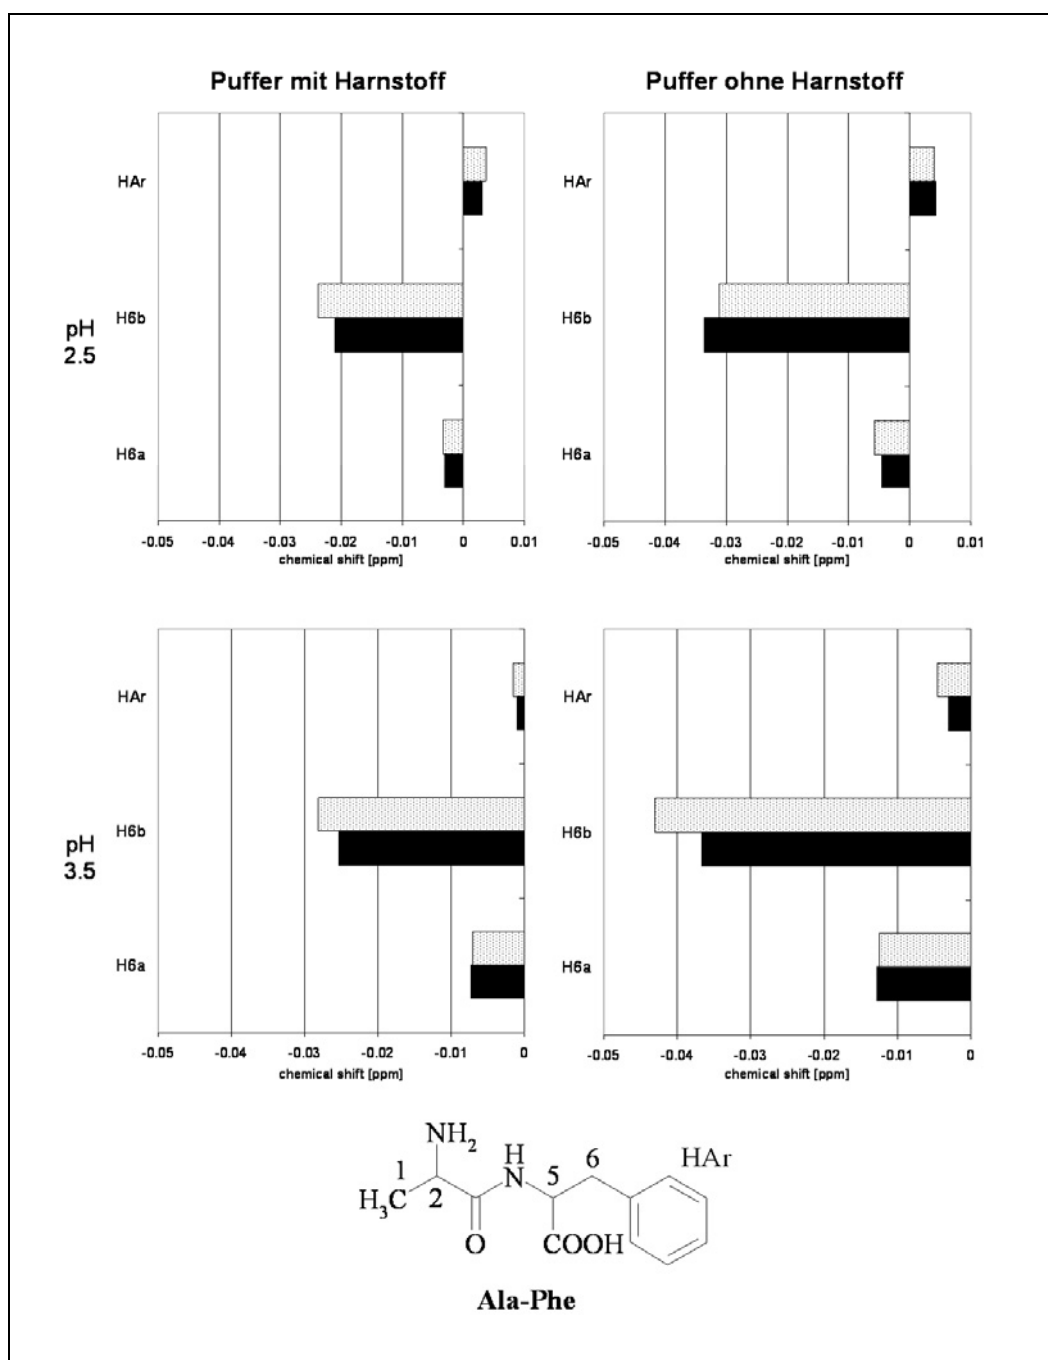 Puffer mit Harnstoff
Puffer ohne Harnstoff
pH
2.5
HAr
H6b
H6a
-0.05 -0.04 -0.03 -0.02 -0.01 0 0.01
chemical shift [ppm]
HAr
H6b
H6a
-0.05 -0.04 -0.03 -0.02 -0.01 0 0.01
chemical shift [ppm]
pH
3.5
HAr
H6b
H6a
-0.05 -0.04 -0.03 -0.02 -0.01 0
chemical shift [ppm]
HAr
H6b
H6a
-0.05 -0.04 -0.03 -0.02 -0.01 0
chemical shift [ppm]
NH2
1 H 6 HAr
N 5
H3C 2
O COOH
Ala-Phe